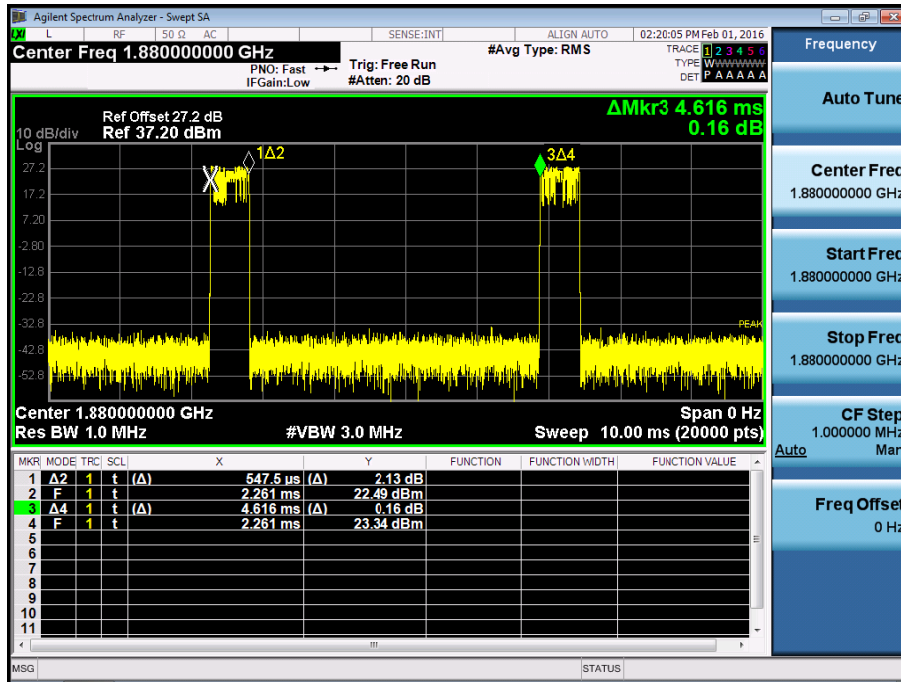 Agilent Spectrum Analyzer - Swept SA
LXI L RF 50 Ω AC SENSE:INT ALIGN AUTO 02:20:05 PM Feb 01, 2016
Center Freq 1.880000000 GHz
#Avg Type: RMS
TRACE 1 2 3 4 5 6
PNO: Fast Trig: Free Run
TYPE WWWWWW
IFGain:Low #Atten: 20 dB
DET P A A A A A
ΔMkr3 4.616 ms
0.16 dB
Ref Offset 27.2 dB
10 dB/div Ref 37.20 dBm
Log
1Δ2
3Δ4
27.2
17.2
7.20
-2.80
-12.8
-22.8
-32.8
-42.8
-52.8
PEAK
X
Center 1.880000000 GHz Span 0 Hz
Res BW 1.0 MHz #VBW 3.0 MHz Sweep 10.00 ms (20000 pts)
MKR MODE TRC SCL X Y FUNCTION FUNCTION WIDTH FUNCTION VALUE
1 Δ2 1 t (Δ) 547.5 µs (Δ) 2.13 dB
2 F 1 t 2.261 ms 22.49 dBm
3 Δ4 1 t (Δ) 4.616 ms (Δ) 0.16 dB
4 F 1 t 2.261 ms 23.34 dBm
5
6
7
8
9
10
11
MSG STATUS
Frequency
Auto Tune
Center Freq
1.880000000 GHz
Start Freq
1.880000000 GHz
Stop Freq
1.880000000 GHz
CF Step
1.000000 MHz
Auto Man
Freq Offset
0 Hz